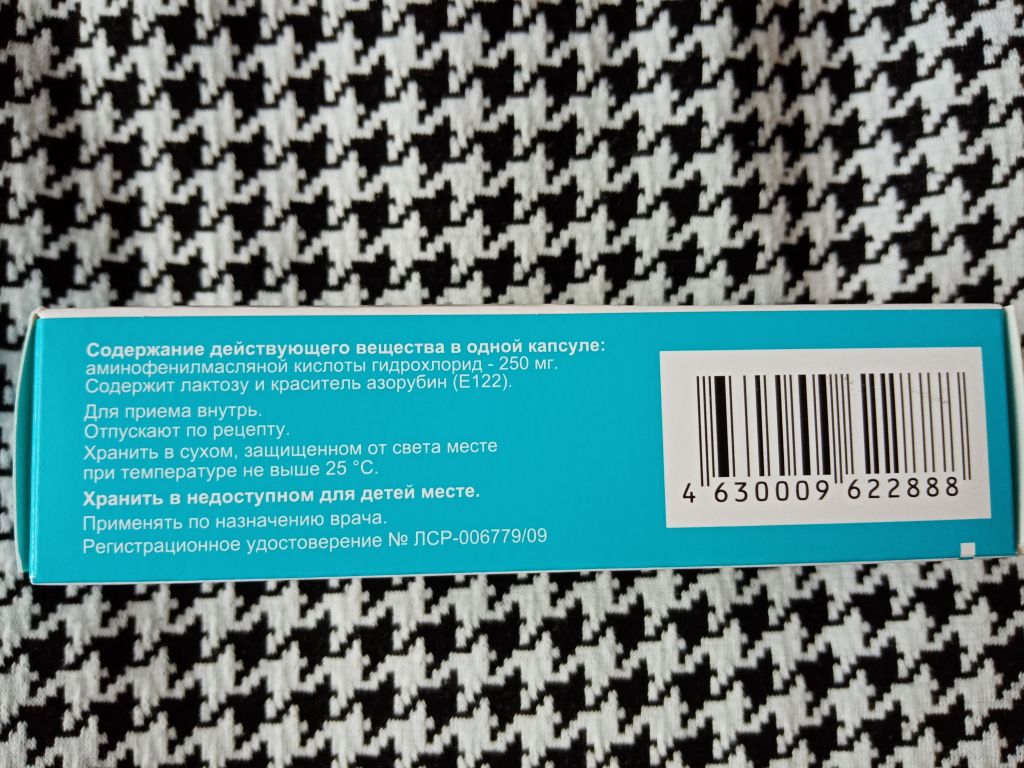 Содержание действующего вещества в одной капсуле:
аминофенилмасляной кислоты гидрохлорид - 250 мг.
Содержит лактозу и краситель азорубин (Е122).
Для приема внутрь.
Отпускают по рецепту.
Хранить в сухом, защищенном от света месте
при температуре не выше 25 °С.
Хранить в недоступном для детей месте.
Применять по назначению врача.
Регистрационное удостоверение № ЛСР-006779/09
4 630009 622888